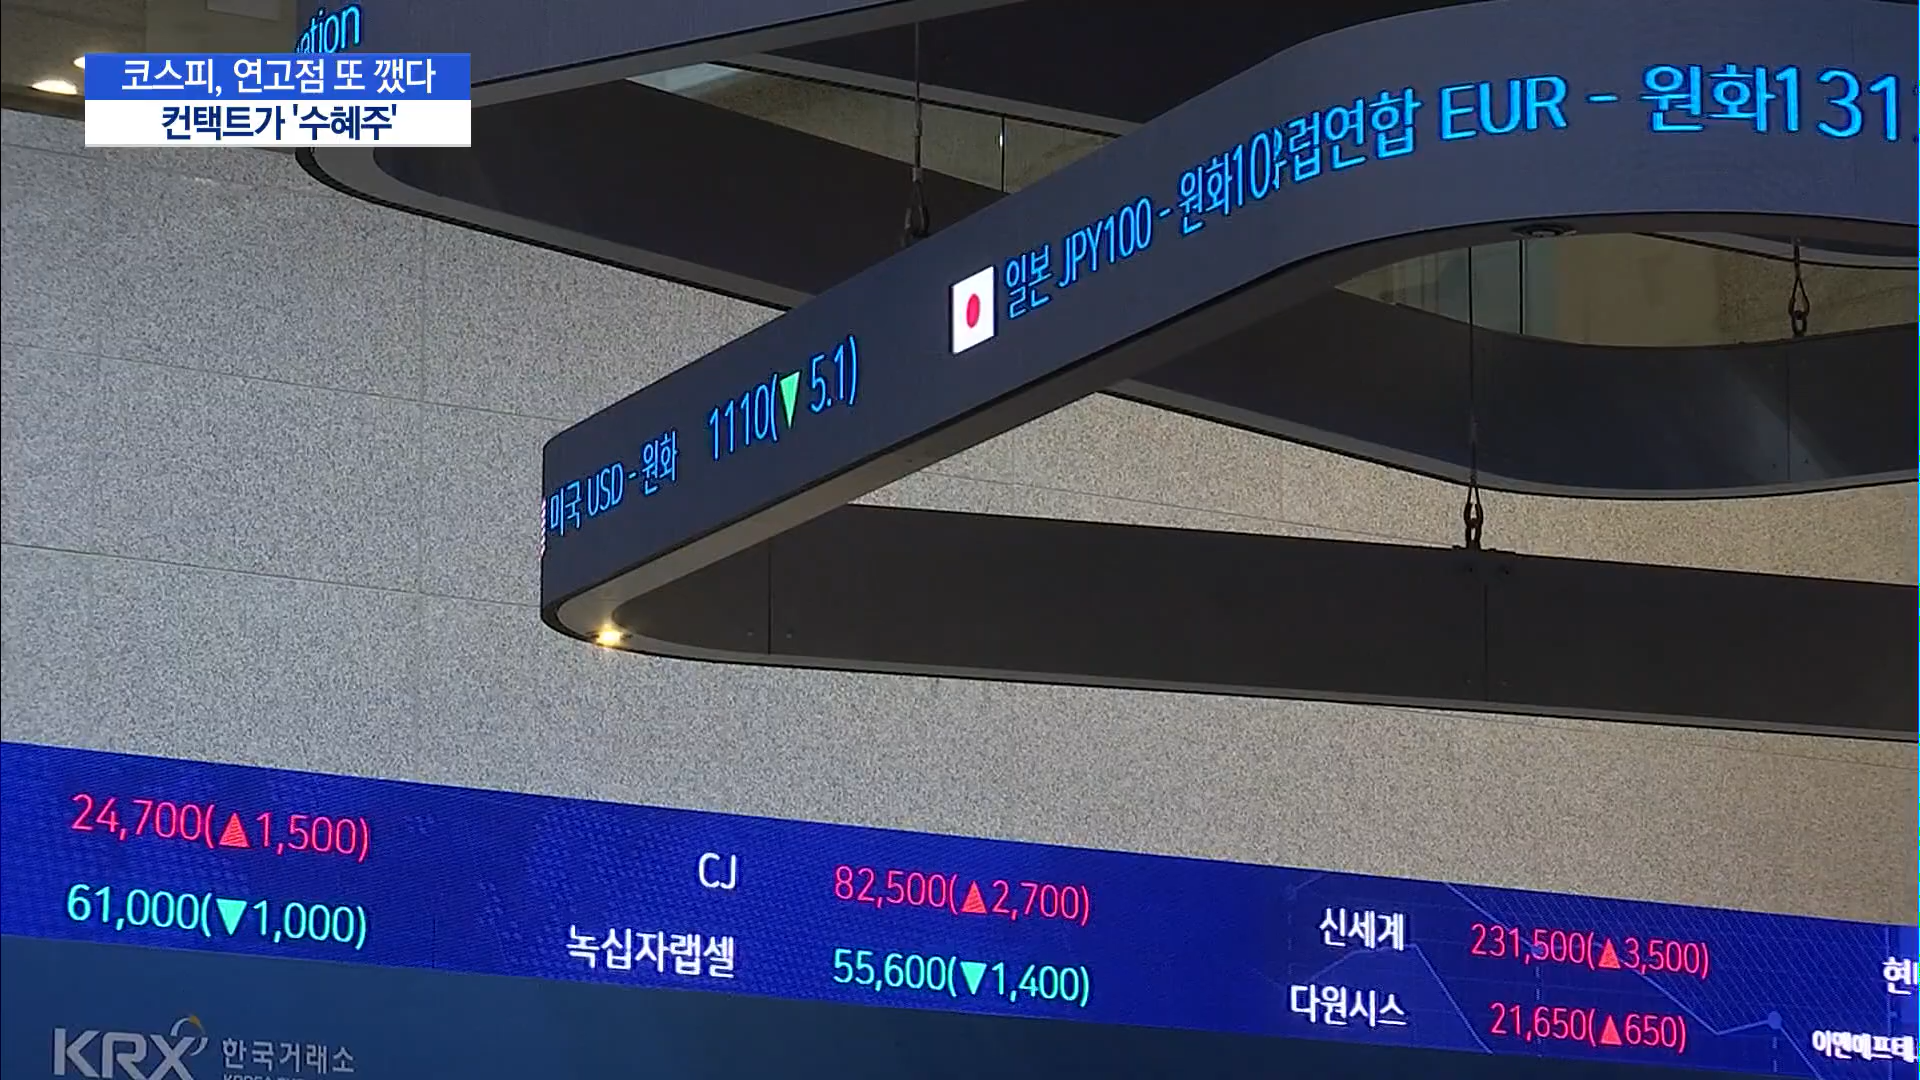 코스피, 연고점 또 깼다
컨택트가 '수혜주'
미국 USD - 원화 1110(▼5.1)
일본 JPY100 - 원화10
럽연합 EUR - 원화131
24,700(▲1,500)
CJ 82,500(▲2,700)
신세계 231,500(▲3,500)
61,000(▼1,000)
녹십자랩셀 55,600(▼1,400)
다원시스 21,650(▲650)
KRX 한국거래소